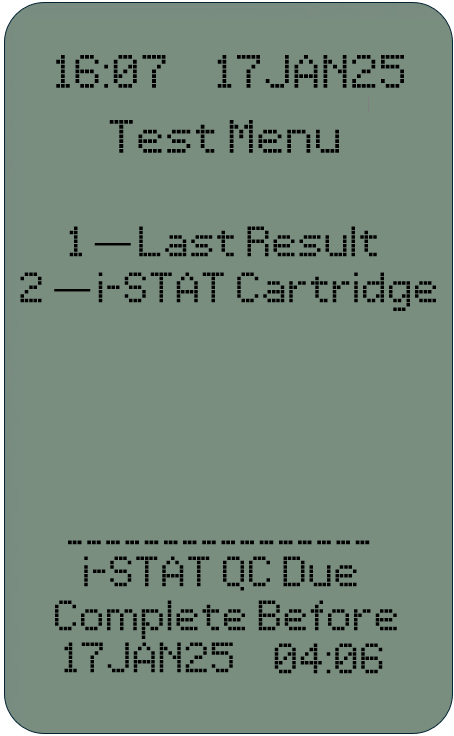 16:07 17JAN25
Test Menu
1 — Last Result
2 — i-STAT Cartridge
----------------
i-STAT QC Due
Complete Before
17JAN25 04:06